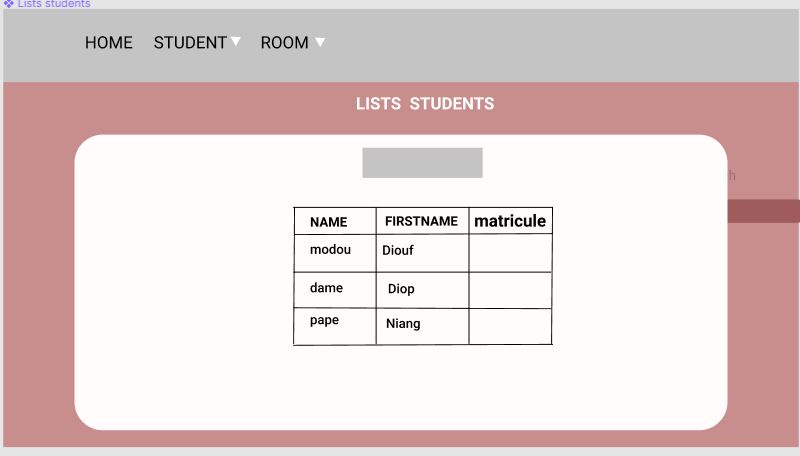 Lists students
HOME STUDENT ROOM
LISTS STUDENTS
h
NAME FIRSTNAME matricule
modou Diouf
dame Diop
pape Niang